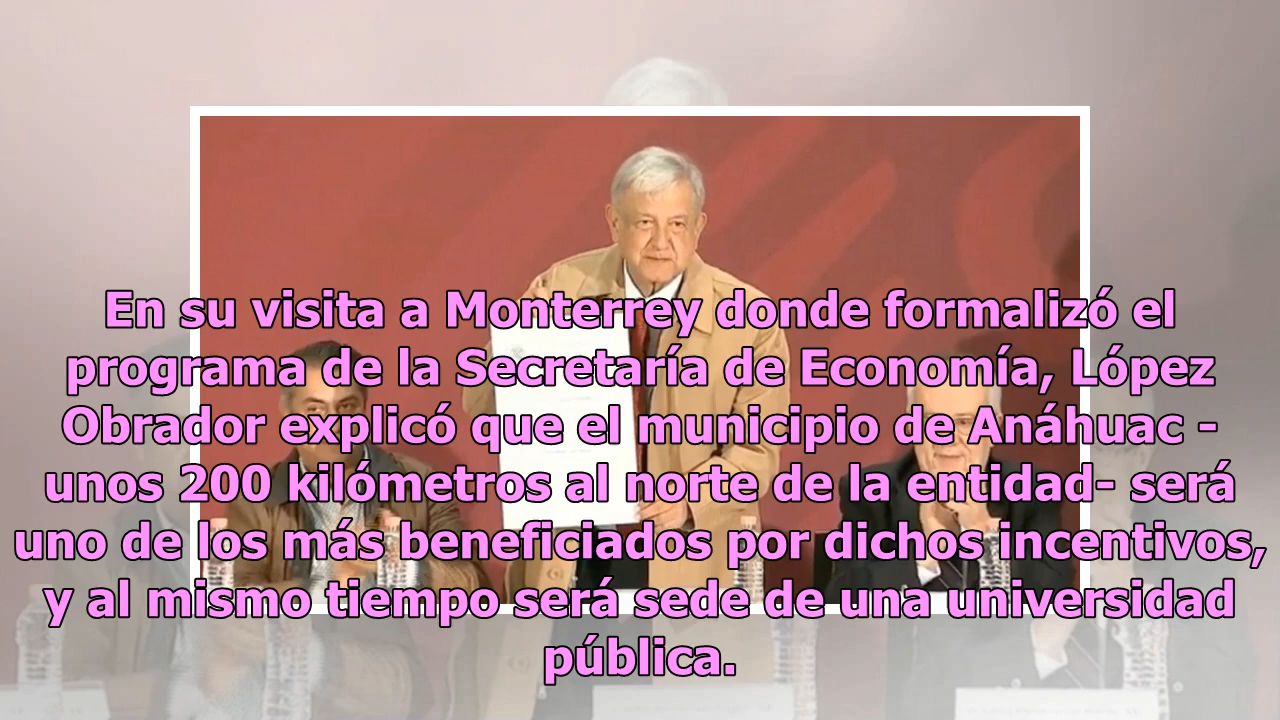 En su visita a Monterrey donde formalizó el
programa de la Secretaría de Economía, López
Obrador explicó que el municipio de Anáhuac -
unos 200 kilómetros al norte de la entidad- será
uno de los más beneficiados por dichos incentivos,
y al mismo tiempo será sede de una universidad
pública.